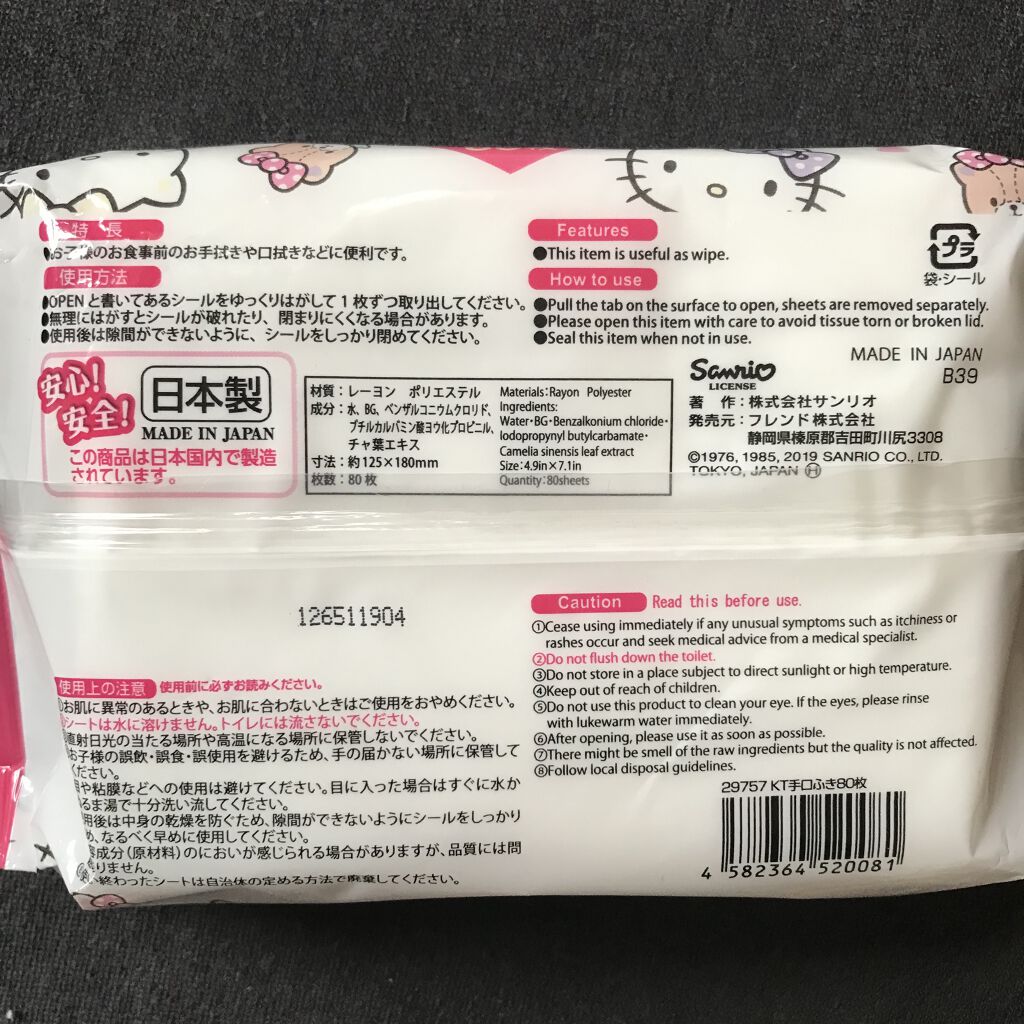 特 長
お子様のお食事前のお手拭きや口拭きなどに便利です。
使用方法
●OPEN と書いてあるシールをゆっくりはがして 1 枚ずつ取り出してください。
●無理にはがすとシールが破れたり、閉まりにくくなる場合があります。
●使用後は隙間ができないように、シールをしっかり閉めてください。
Features
●This item is useful as wipe.
How to use
●Pull the tab on the surface to open, sheets are removed separately.
●Please open this item with care to avoid tissue torn or broken lid.
●Seal this item when not in use.
プラ
袋・シール
安心!
安全!
日本製
MADE IN JAPAN
この商品は日本国内で製造
されています。
材質：レーヨン　ポリエステル
成分：水、BG、ベンザルコニウムクロリド、
ブチルカルバミン酸ヨウ化プロピニル、
チャ葉エキス
寸法：約125×180mm
枚数：80 枚
Materials:Rayon Polyester
Ingredients:
Water・BG・Benzalkonium chloride・
Iodopropynyl butylcarbamate・
Camelia sinensis leaf extract
Size:4.9in×7.1in
Quantity:80sheets
MADE IN JAPAN
B39
Sanrio
LICENSE
著　作：株式会社サンリオ
発売元：フレンド株式会社
静岡県榛原郡吉田町川尻3308
©1976, 1985, 2019 SANRIO CO., LTD.
TOKYO, JAPAN Ⓗ
126511904
使用上の注意 使用前に必ずお読みください。
お肌に異常のあるときや、お肌に合わないときはご使用をおやめください。
シートは水に溶けません。トイレには流さないでください。
直射日光の当たる場所や高温になる場所に保管しないでください。
お子様の誤飲・誤食・誤使用を避けるため、手の届かない場所に保管して
ください。
や粘膜などへの使用は避けてください。目に入った場合はすぐに水か
るま湯で十分洗い流してください。
用後は中身の乾燥を防ぐため、隙間ができないようにシールをしっかり
め、なるべく早めに使用してください。
成分（原材料）のにおいが感じられる場合がありますが、品質には問
りません。
い終わったシートは自治体の定める方法で廃棄してください。
Caution Read this before use.
①Cease using immediately if any unusual symptoms such as itchiness or
rashes occur and seek medical advice from a medical specialist.
②Do not flush down the toilet.
③Do not store in a place subject to direct sunlight or high temperature.
④Keep out of reach of children.
⑤Do not use this product to clean your eye. If the eyes, please rinse
with lukewarm water immediately.
⑥After opening, please use it as soon as possible.
⑦There might be smell of the raw ingredients but the quality is not affected.
⑧Follow local disposal guidelines.
29757 KT手口ふき80枚
4 582364 520081